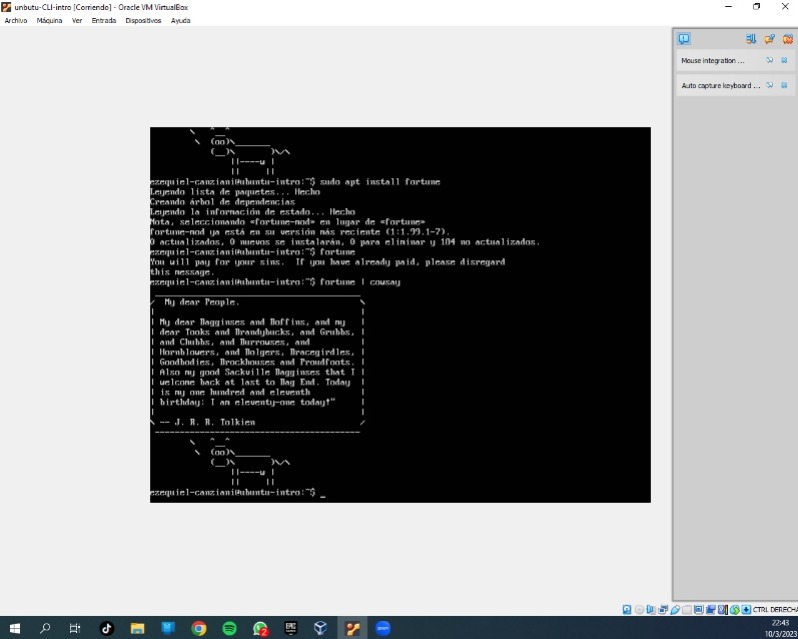 unbutu-CLI-intro [Corriendo] - Oracle VM VirtualBox
Archivo Máquina Ver Entrada Dispositivos Ayuda
Mouse integration ...
Auto capture keyboard ...
\ ^__^
\ (oo)\_______
(__)\ )\/\
||----w |
|| ||
ezequiel-canziani@ubuntu-intro:~$ sudo apt install fortune
Leyendo lista de paquetes... Hecho
Creando árbol de dependencias
Leyendo la información de estado... Hecho
Nota, seleccionando «fortune-mod» en lugar de «fortune»
fortune-mod ya está en su versión más reciente (1:1.99.1-7).
0 actualizados, 0 nuevos se instalarán, 0 para eliminar y 184 no actualizados.
ezequiel-canziani@ubuntu-intro:~$ fortune
You will pay for your sins. If you have already paid, please disregard
this message.
ezequiel-canziani@ubuntu-intro:~$ fortune | cowsay
/ My dear People. \
| |
| My dear Bagginses and Boffins, and my |
| dear Tooks and Brandybucks, and Grubbs, |
| and Chubbs, and Burrowses, and |
| Hornblowers, and Bolgers, Bracegirdles, |
| Goodbodies, Brockhouses and Proudfoots. |
| Also my good Sackville Bagginses that I |
| welcome back at last to Bag End. Today |
| is my one hundred and eleventh |
| birthday: I am eleventy-one today!" |
| |
\ -- J. R. R. Tolkien /
\ ^__^
\ (oo)\_______
(__)\ )\/\
||----w |
|| ||
ezequiel-canziani@ubuntu-intro:~$ _
CTRL DERECHA
22:43
10/3/2023